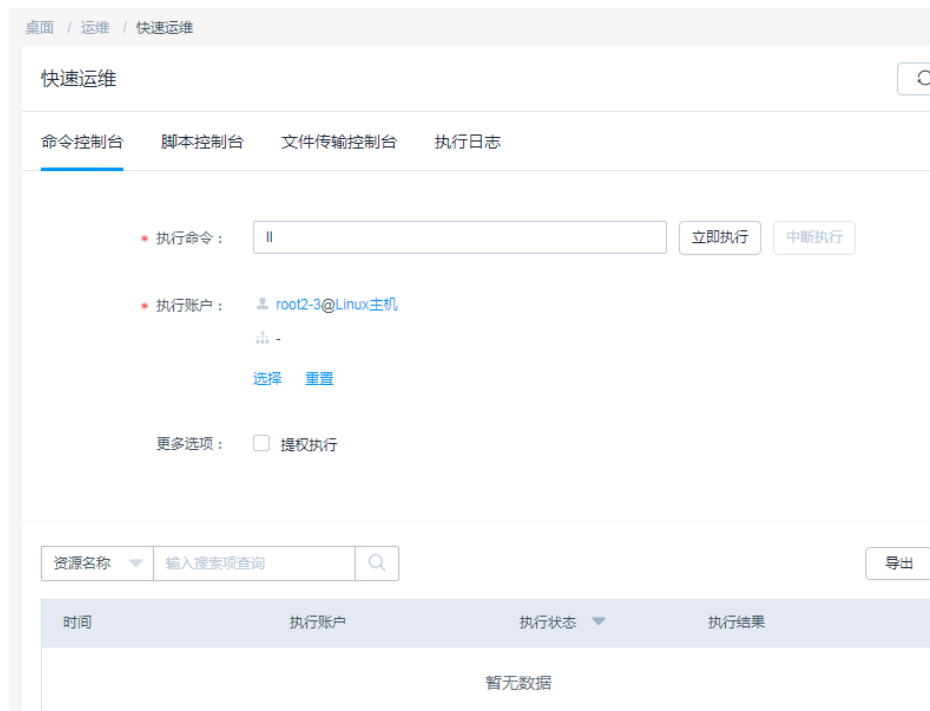 桌面 / 运维 / 快速运维
快速运维
命令控制台 脚本控制台 文件传输控制台 执行日志
* 执行命令： ll 立即执行 中断执行
* 执行账户： root2-3@Linux主机
-
选择 重置
更多选项： 提权执行
资源名称 输入搜索项查询 导出
时间 执行账户 执行状态 执行结果
暂无数据